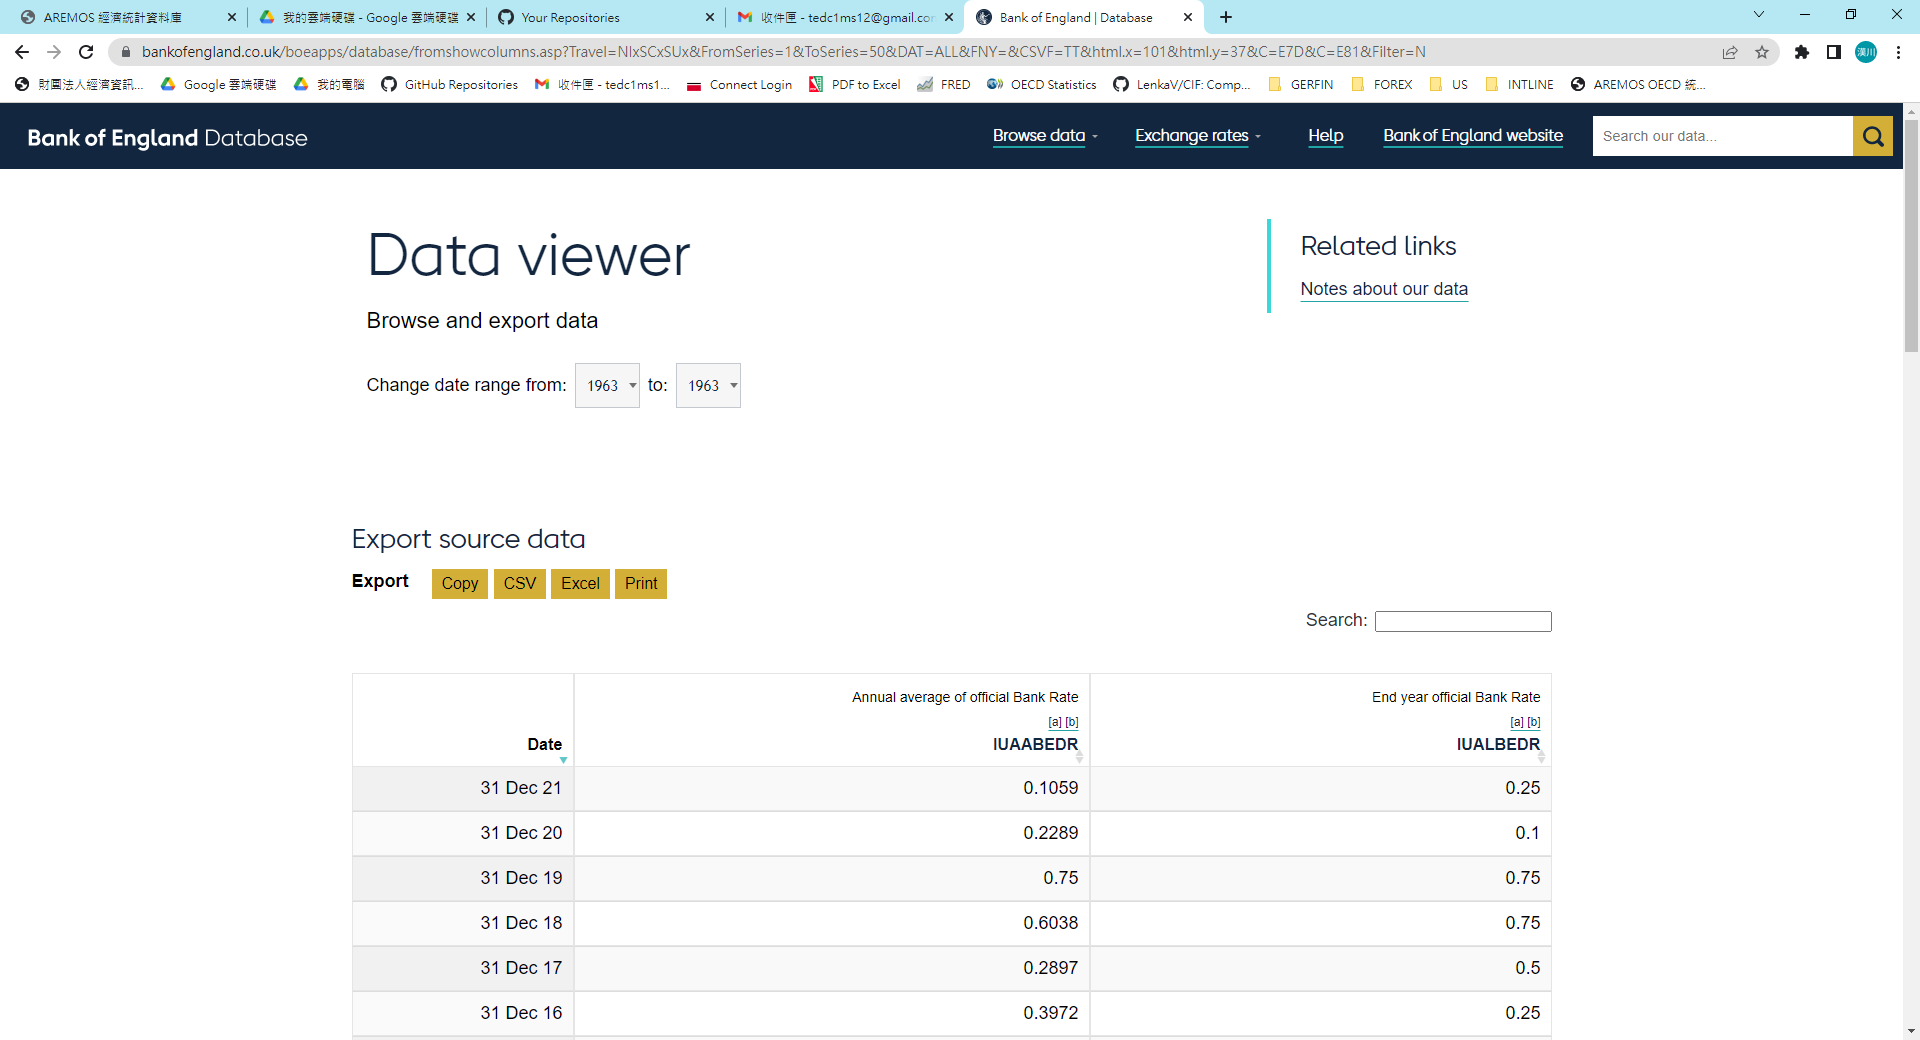 AREMOS 經濟統計資料庫
我的雲端硬碟 - Google 雲端硬碟
Your Repositories
收件匣 - tedc1ms12@gmail.cor
Bank of England | Database
bankofengland.co.uk/boeapps/database/fromshowcolumns.asp?Travel=NIxSCxSUx&FromSeries=1&ToSeries=50&DAT=ALL&FNY=&CSVF=TT&html.x=101&html.y=37&C=E7D&C=E81&Filter=N
漢川
財團法人經濟資訊...
Google 雲端硬碟
我的電腦
GitHub Repositories
收件匣 - tedc1ms1...
Connect Login
PDF to Excel
FRED
OECD Statistics
LenkaV/CIF: Comp...
GERFIN
FOREX
US
INTLINE
AREMOS OECD 統...
Bank of England Database
Browse data
Exchange rates
Help
Bank of England website
Search our data...
Data viewer
Related links
Notes about our data
Browse and export data
Change date range from: 1963 to: 1963
Export source data
Export Copy CSV Excel Print
Search:
Annual average of official Bank Rate
End year official Bank Rate
[a] [b]
[a] [b]
Date IUAABEDR IUALBEDR
31 Dec 21 0.1059 0.25
31 Dec 20 0.2289 0.1
31 Dec 19 0.75 0.75
31 Dec 18 0.6038 0.75
31 Dec 17 0.2897 0.5
31 Dec 16 0.3972 0.25